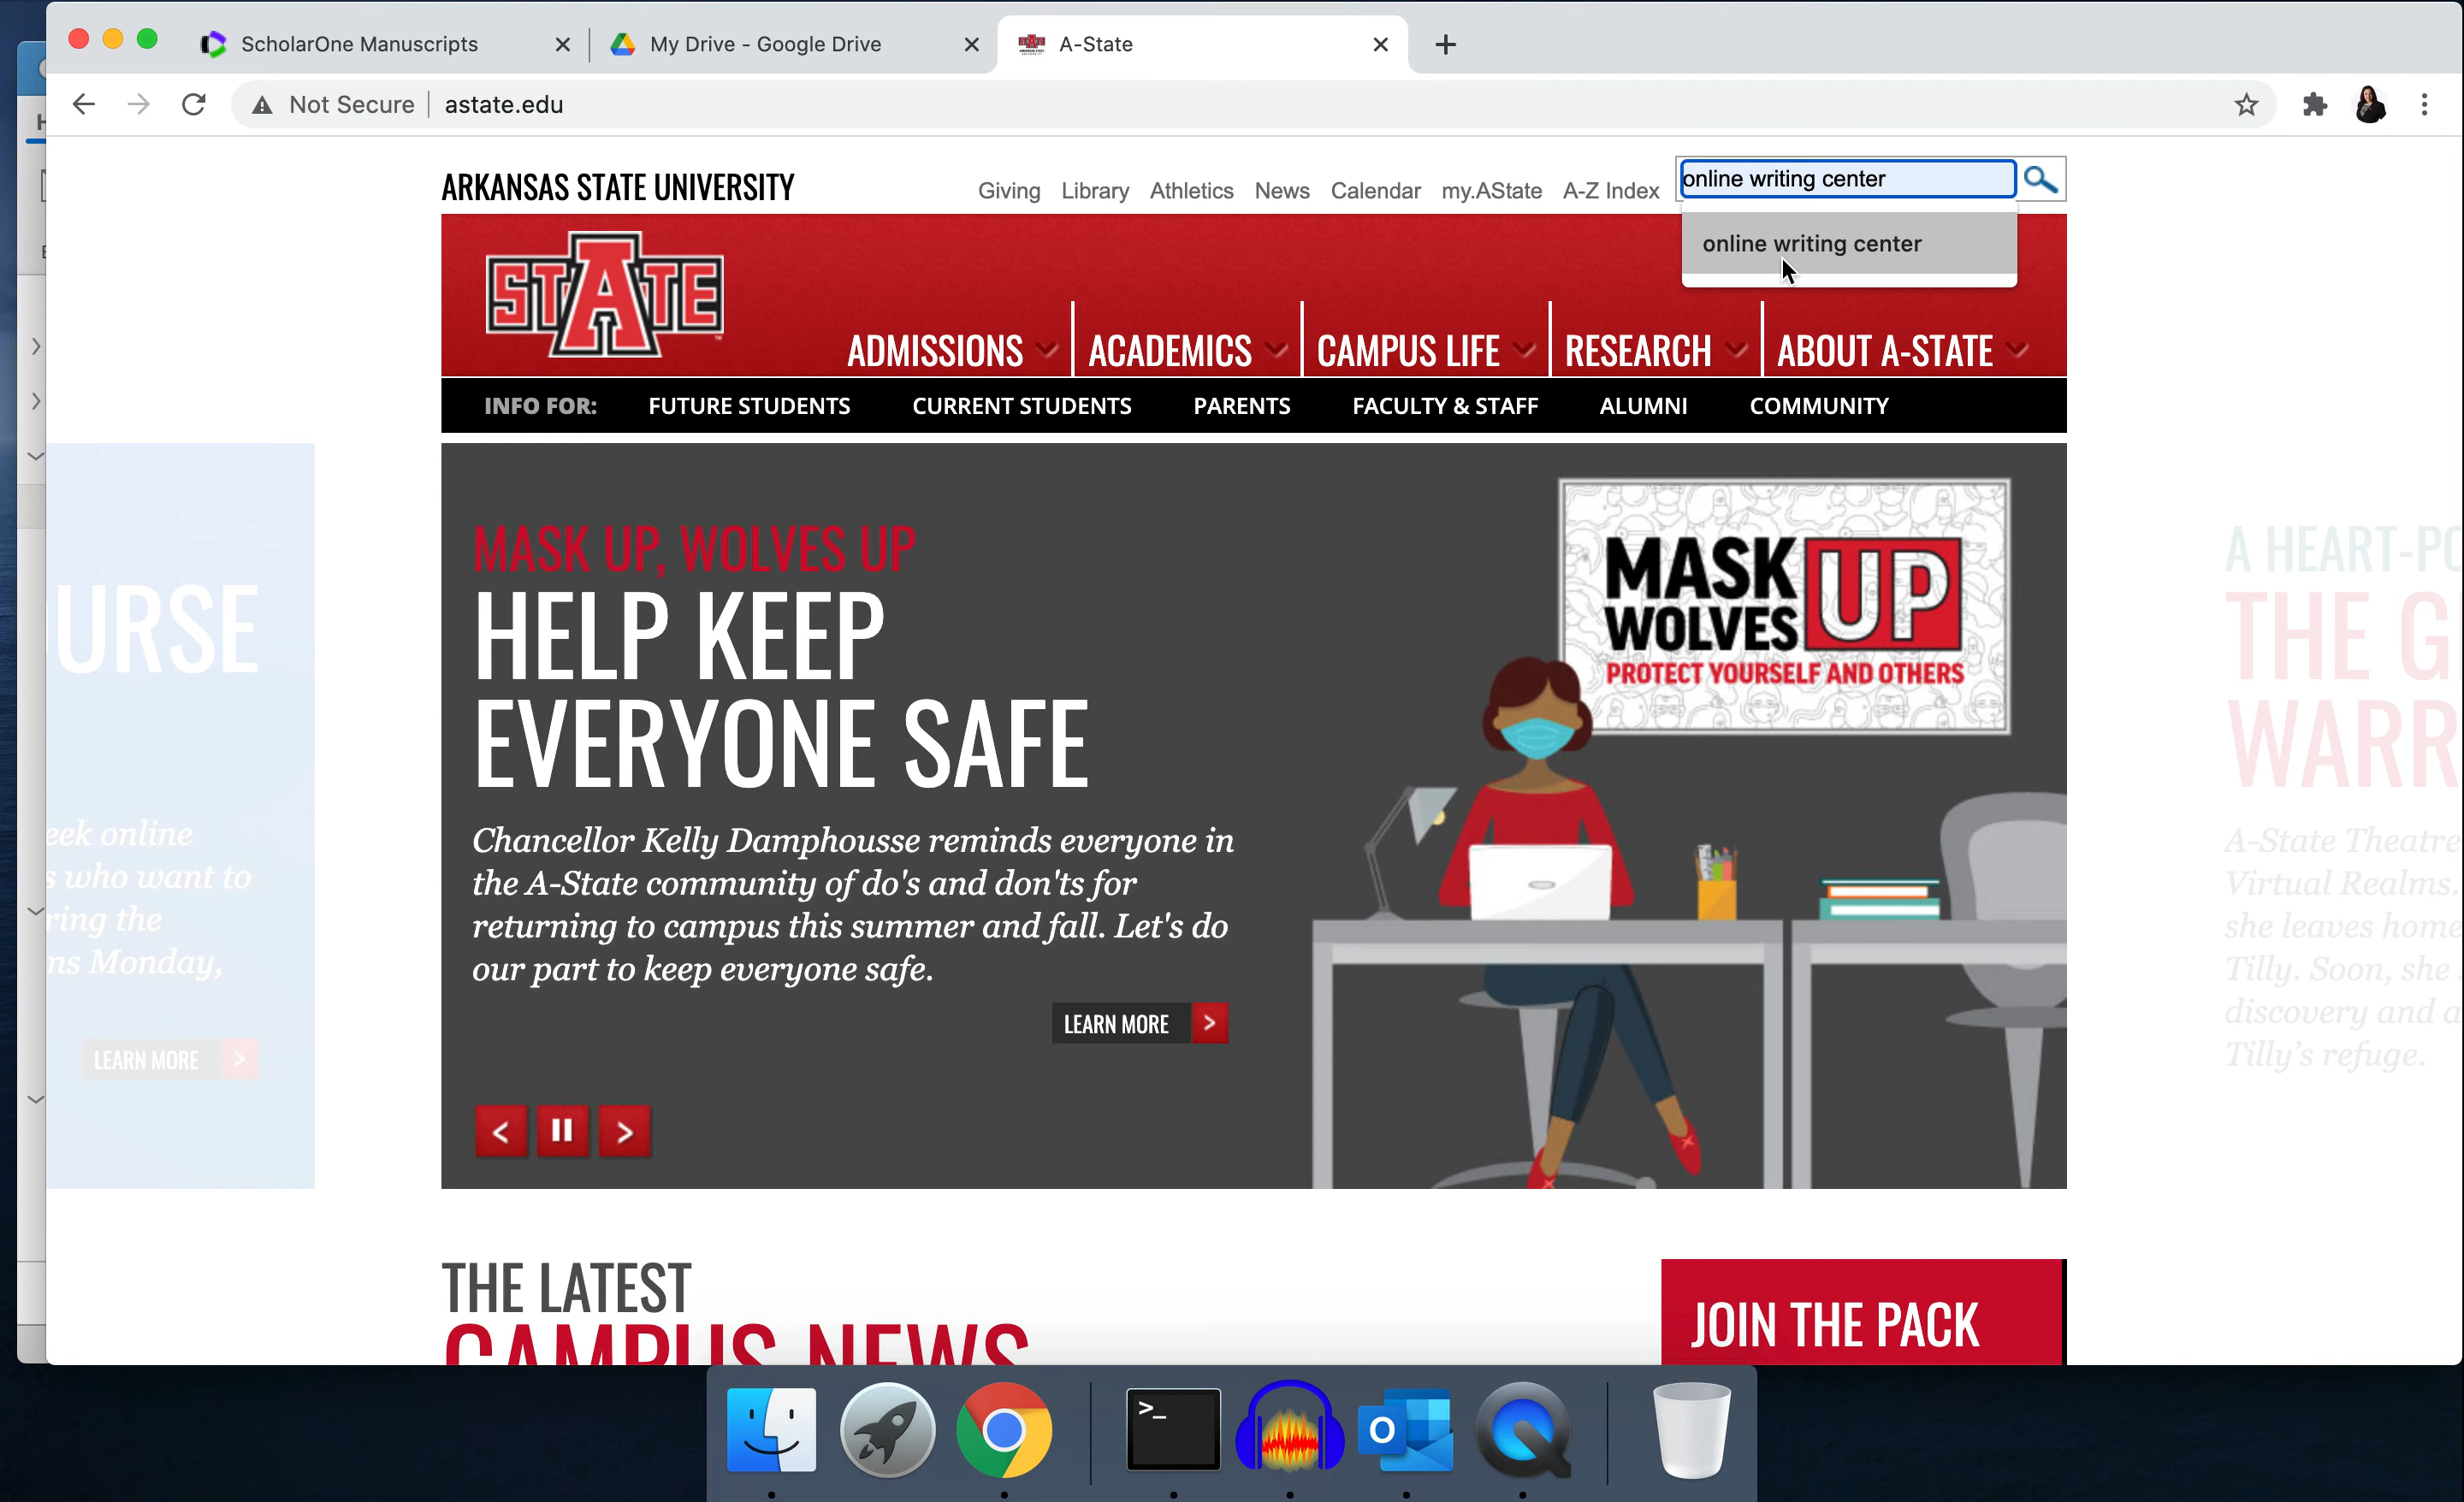 ScholarOne Manuscripts
My Drive - Google Drive
A-State
Not Secure
astate.edu
ARKANSAS STATE UNIVERSITY
Giving Library Athletics News Calendar my.AState A-Z Index
online writing center
online writing center
STATE
ADMISSIONS ACADEMICS CAMPUS LIFE RESEARCH ABOUT A-STATE
INFO FOR: FUTURE STUDENTS CURRENT STUDENTS PARENTS FACULTY & STAFF ALUMNI COMMUNITY
URSE
eek online
s who want to
ring the
ns Monday,
LEARN MORE >
MASK UP, WOLVES UP
HELP KEEP
EVERYONE SAFE
Chancellor Kelly Damphousse reminds everyone in
the A-State community of do's and don'ts for
returning to campus this summer and fall. Let's do
our part to keep everyone safe.
LEARN MORE >
MASK
WOLVES UP
PROTECT YOURSELF AND OTHERS
A HEART-PO
THE G
WARR
A-State Theatre
Virtual Realms.
she leaves home
Tilly. Soon, she
discovery and a
Tilly's refuge.
THE LATEST
CAMPUS NEWS
JOIN THE PACK
>_
O